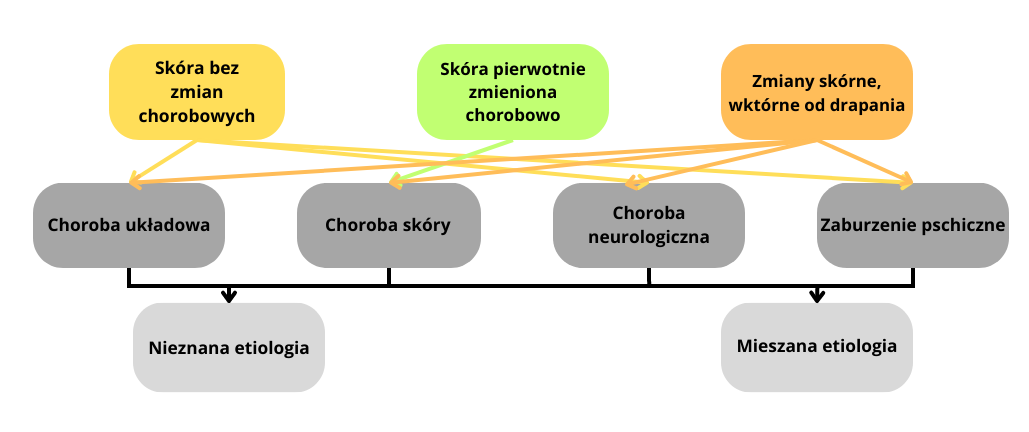 Skóra bez
zmian
chorobowych
Skóra pierwotnie
zmieniona
chorobowo
Zmiany skórne,
wktórne od drapania
Choroba układowa
Choroba skóry
Choroba
neurologiczna
Zaburzenie pschiczne
Nieznana etiologia
Mieszana etiologia